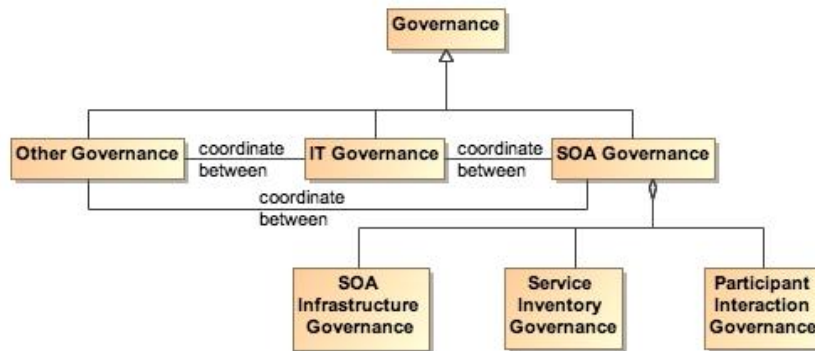 Governance
Other Governance
coordinate
between
IT Governance
coordinate
between
SOA Governance
coordinate
between
SOA
Infrastructure
Governance
Service
Inventory
Governance
Participant
Interaction
Governance